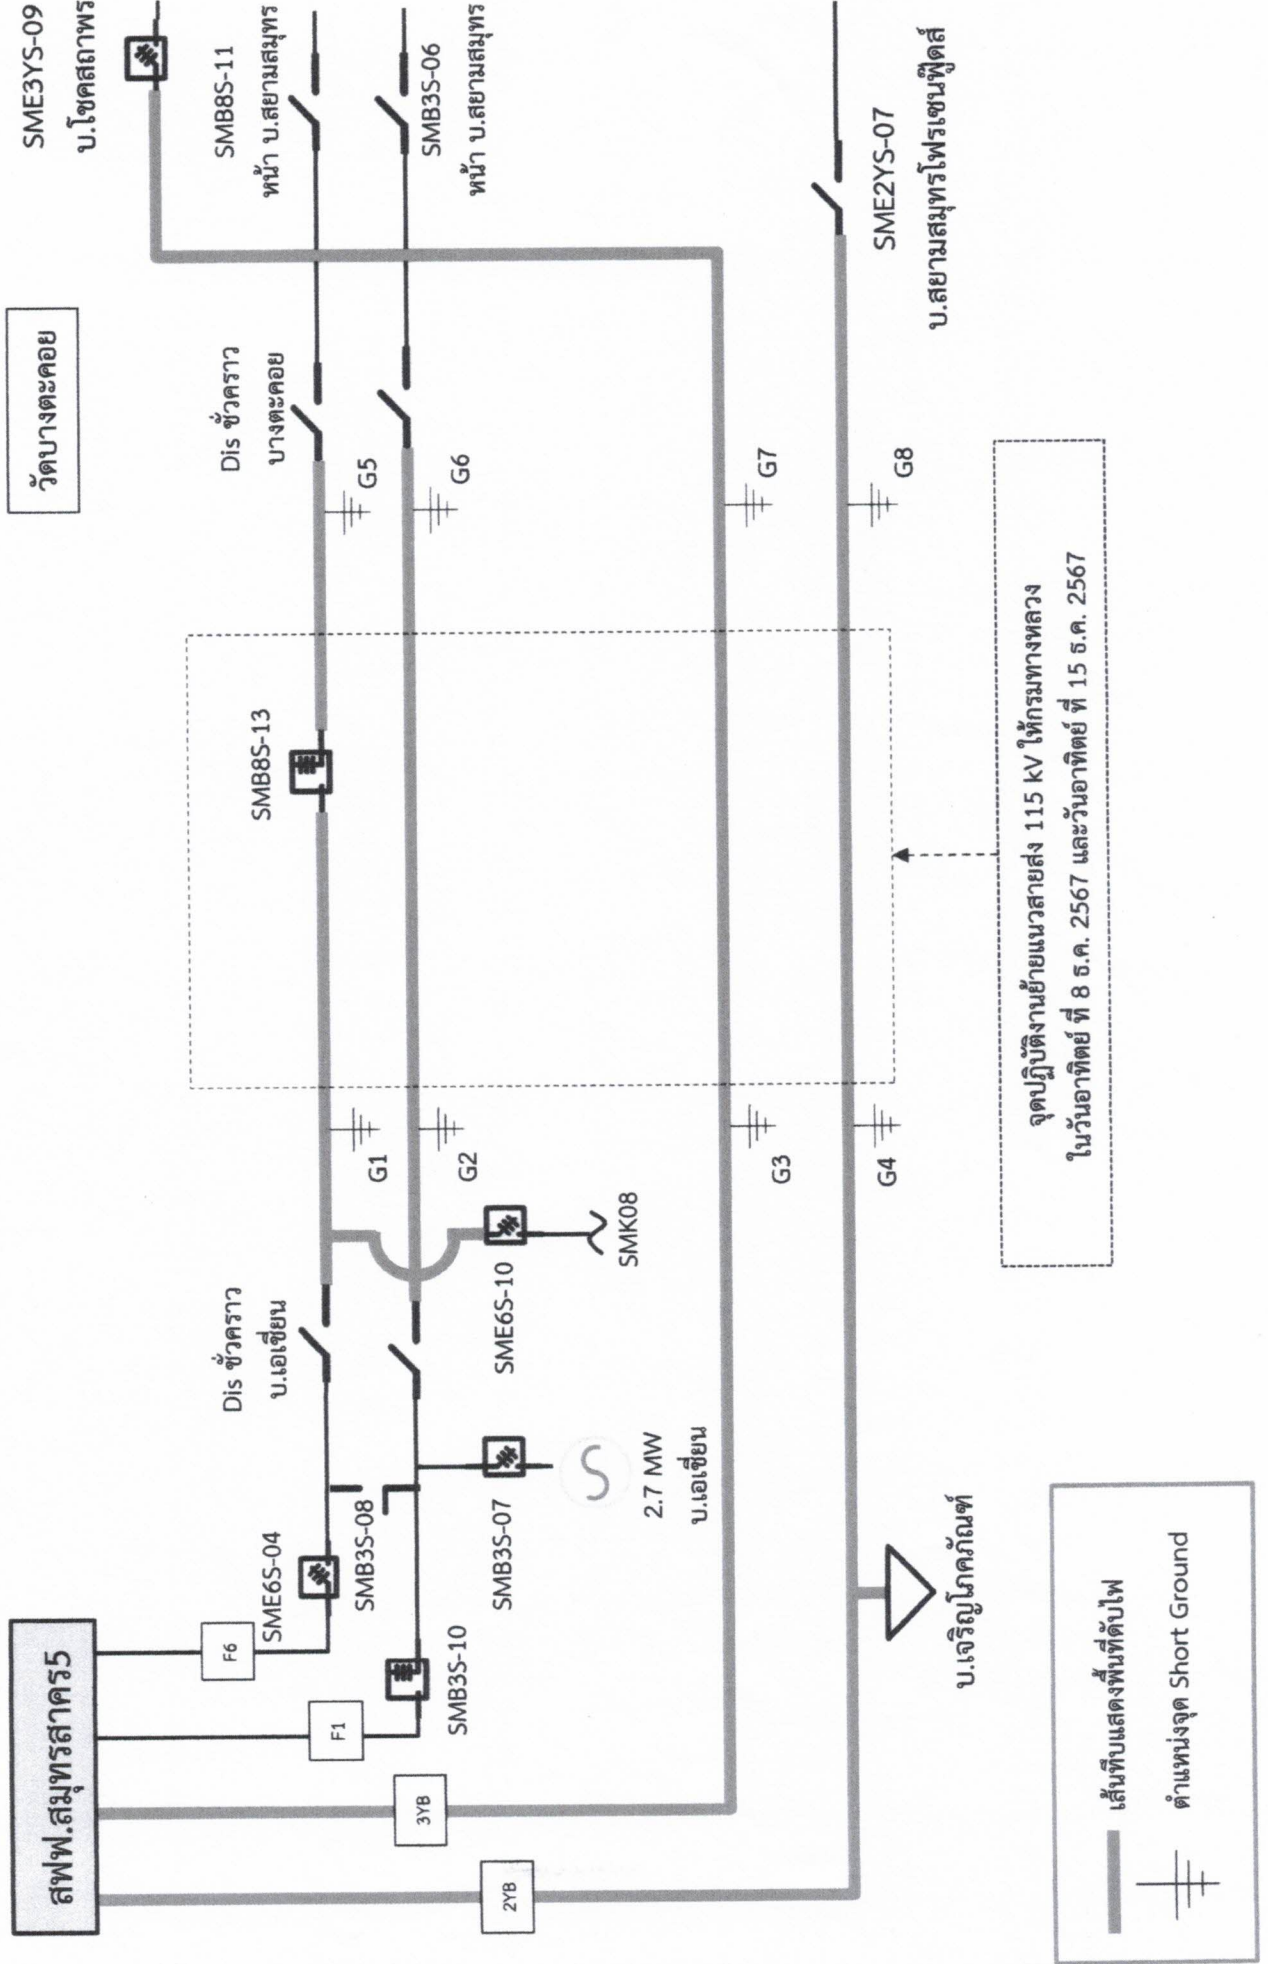 วัดบางตะคอย
สฟฟ.สมุทรสาคร5
F6
F1
3YB
2YB
SME6S-04
SMB3S-08
SMB3S-10
SMB3S-07
2.7 MW
บ.เอเชียน
Dis ชั่วคราว
บ.เอเชียน
SME6S-10
SMK08
G1
G2
G3
G4
SMB8S-13
Dis ชั่วคราว
บางตะคอย
G5
G6
G7
G8
SME3YS-09
บ.โชคสถาพร
SMB8S-11
หน้า บ.สยามสมุทร
SMB3S-06
หน้า บ.สยามสมุทร
SME2YS-07
บ.สยามสมุทรโฟรเซนฟู๊ดส์
บ.เจริญโภคภัณฑ์
จุดปฏิบัติงานย้ายแนวสายส่ง 115 kV ให้กรมทางหลวง
ในวันอาทิตย์ ที่ 8 ธ.ค. 2567 และวันอาทิตย์ ที่ 15 ธ.ค. 2567
เส้นทึบแสดงพื้นที่ดับไฟ
ตำแหน่งจุด Short Ground